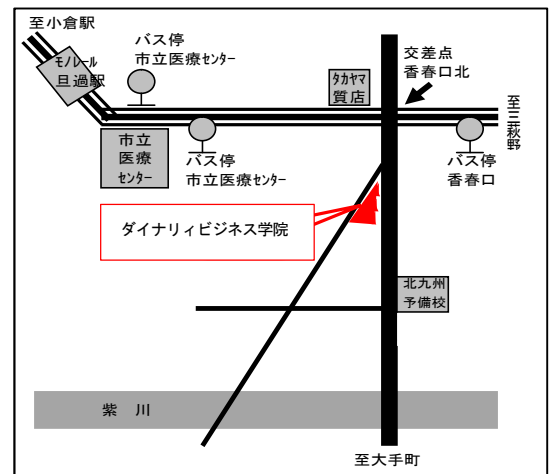 至小倉駅
バス停
市立医療センター
モノレール
旦過駅
タカヤマ
質店
交差点
香春口北
至三萩野
市立
医療
センター
バス停
市立医療センター
バス停
香春口
ダイナリィビジネス学院
北九州
予備校
紫 川
至大手町